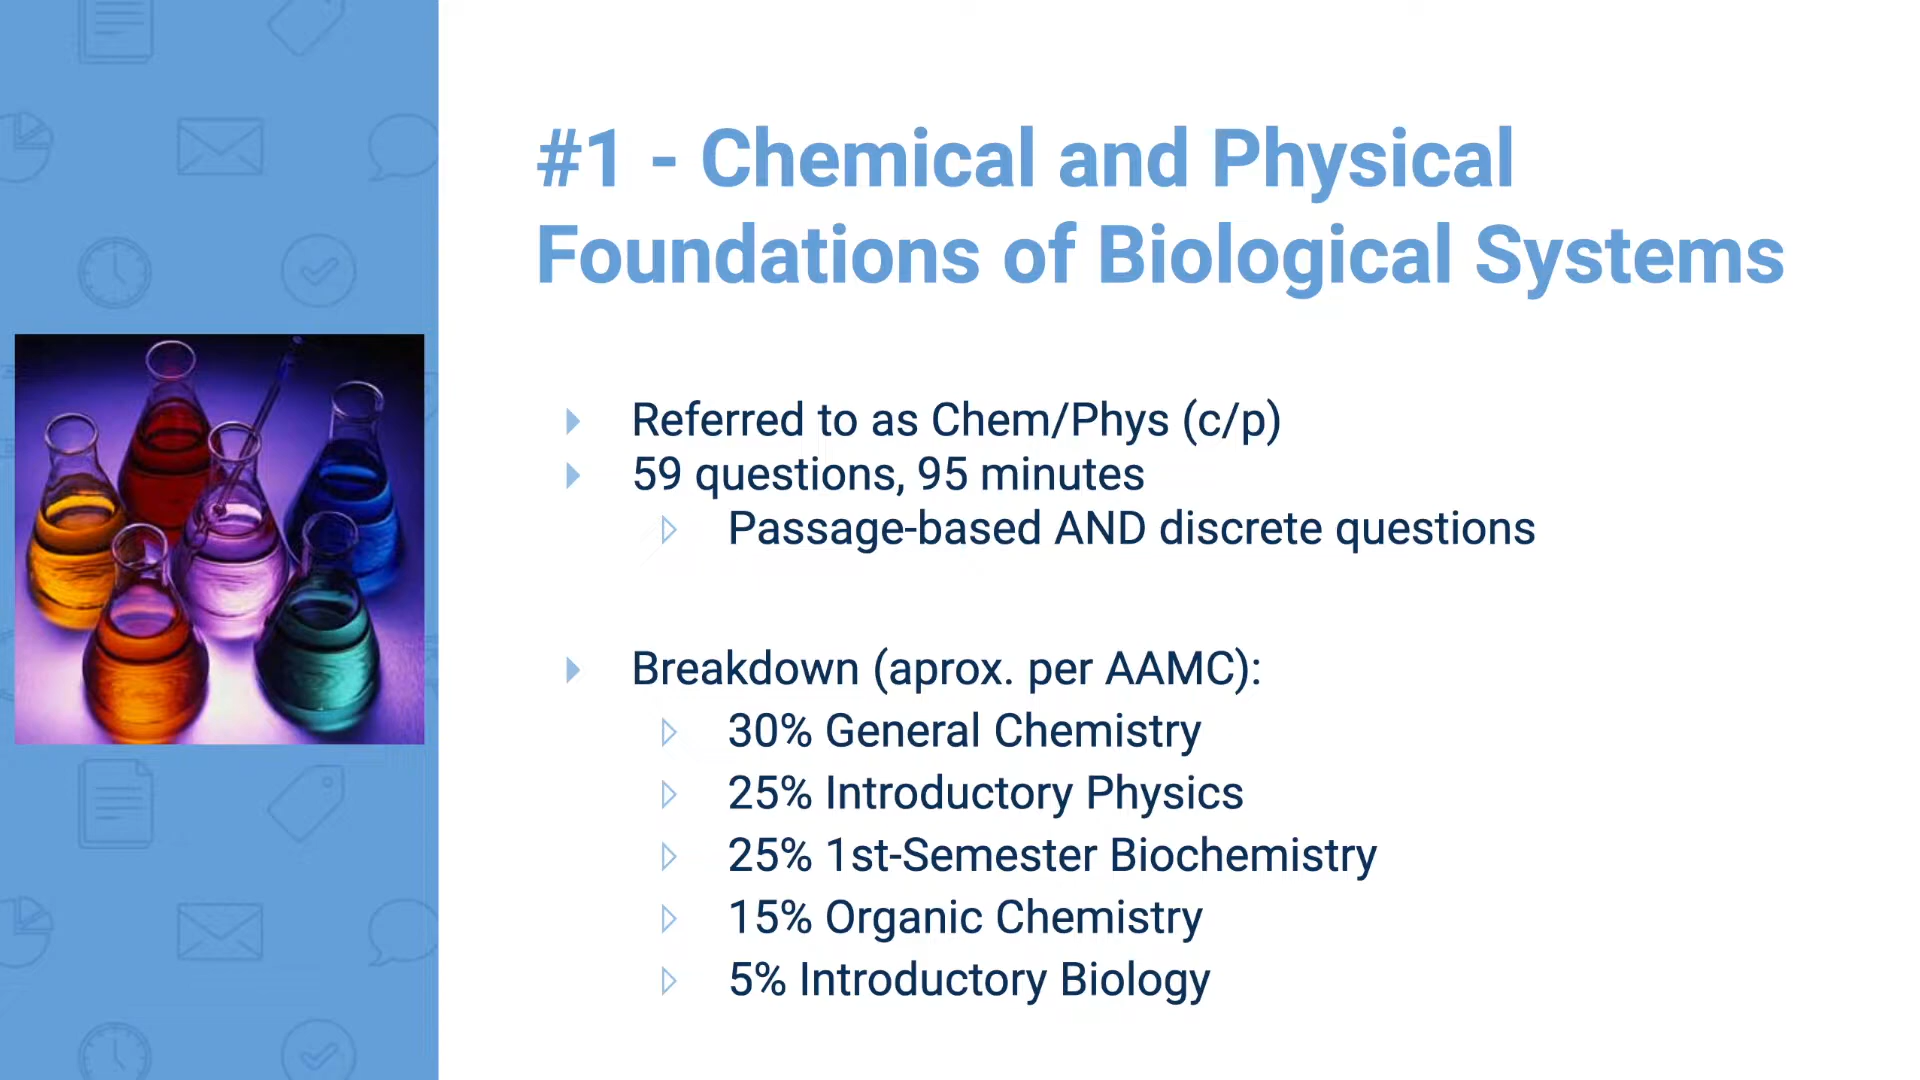 #1 - Chemical and Physical
Foundations of Biological Systems
Referred to as Chem/Phys (c/p)
59 questions, 95 minutes
Passage-based AND discrete questions
Breakdown (aprox. per AAMC):
30% General Chemistry
25% Introductory Physics
25% 1st-Semester Biochemistry
15% Organic Chemistry
5% Introductory Biology